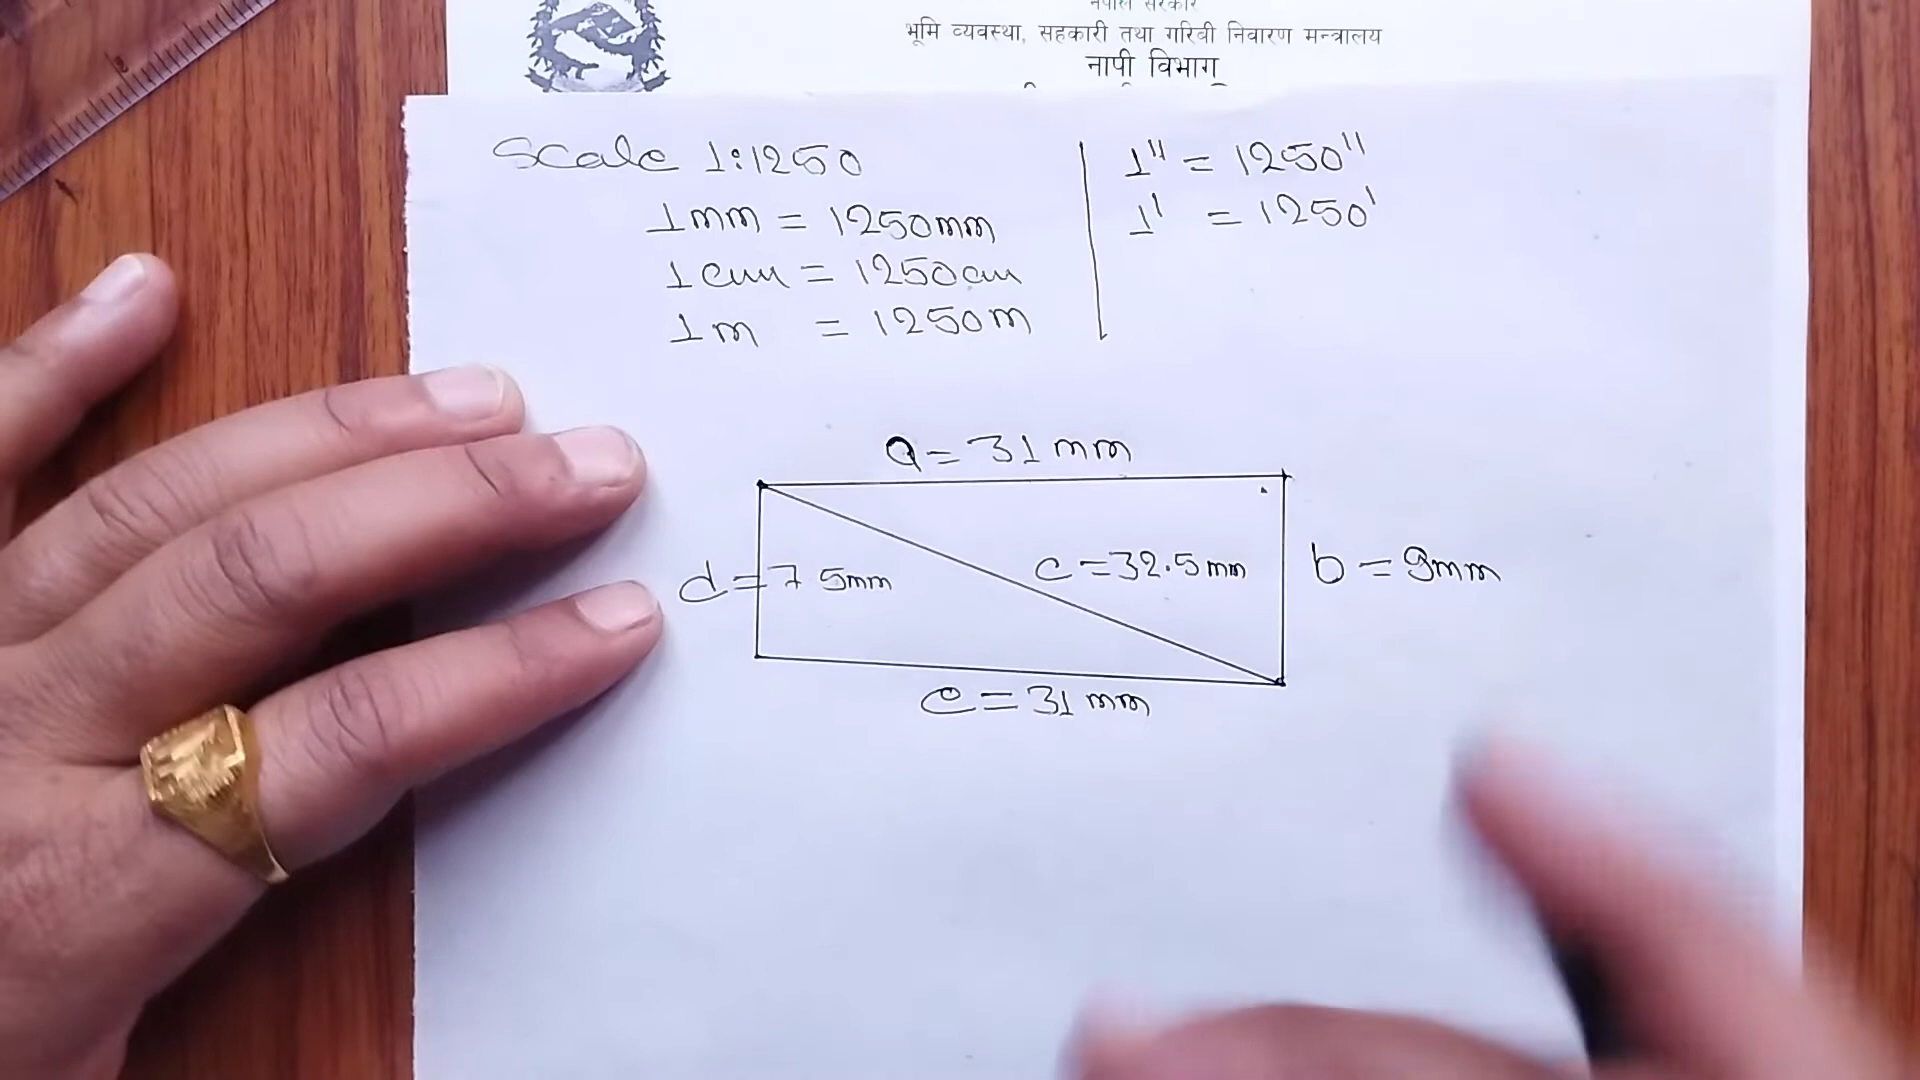 नेपाल सरकार
भूमि व्यवस्था, सहकारी तथा गरिबी निवारण मन्त्रालय
नापी विभाग
Scale 1:1250
1mm = 1250mm
1cm = 1250cm
1m = 1250m
1" = 1250"
1' = 1250'
a = 31 mm
d = 7 5mm
c = 32.5mm
b = 9mm
e = 31 mm